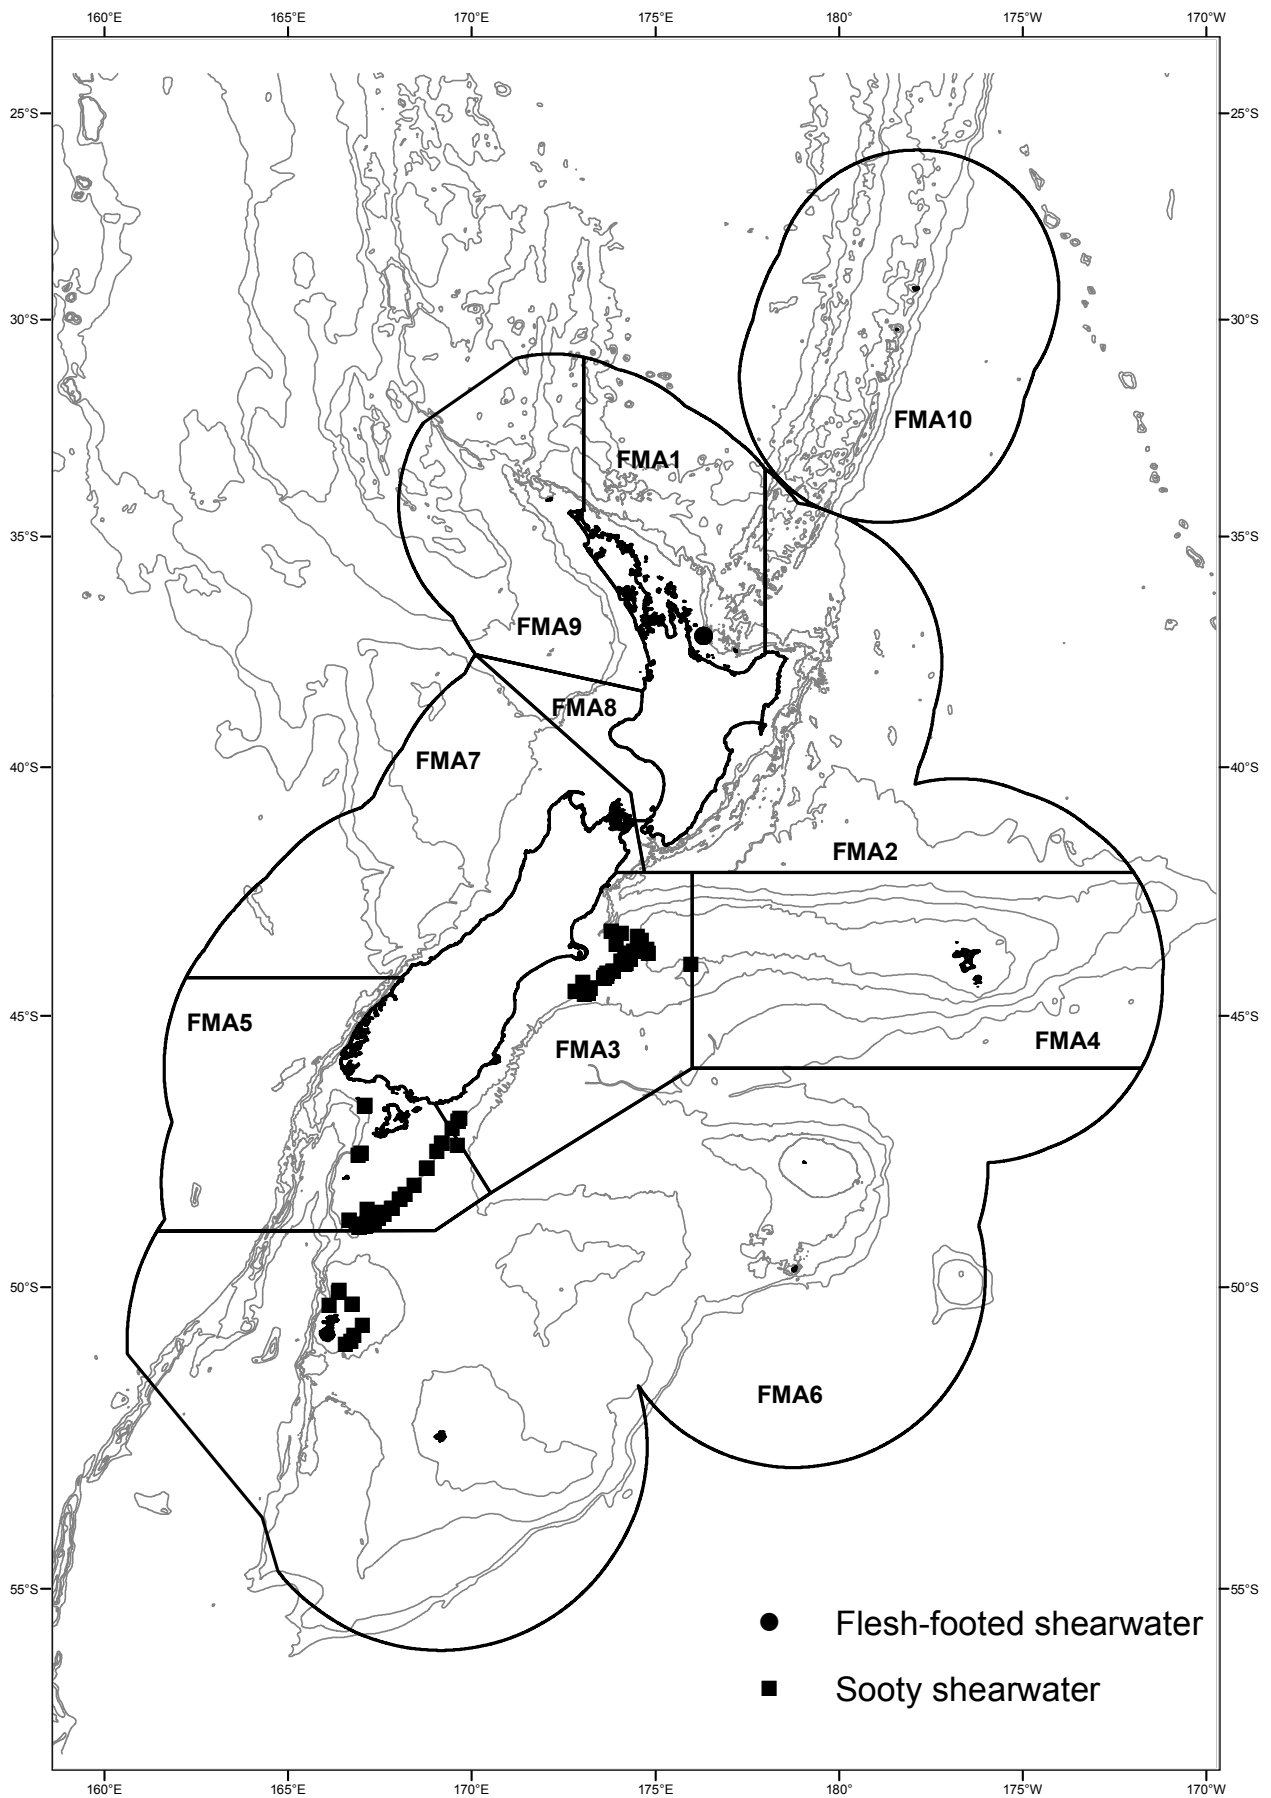 160°E 165°E 170°E 175°E 180° 175°W 170°W
25°S 25°S
30°S 30°S
FMA10
FMA1
35°S 35°S
FMA9
FMA8
FMA7
40°S 40°S
FMA2
45°S 45°S
FMA5
FMA4
FMA3
50°S 50°S
FMA6
55°S 55°S
Flesh-footed shearwater
Sooty shearwater
160°E 165°E 170°E 175°E 180° 175°W 170°W